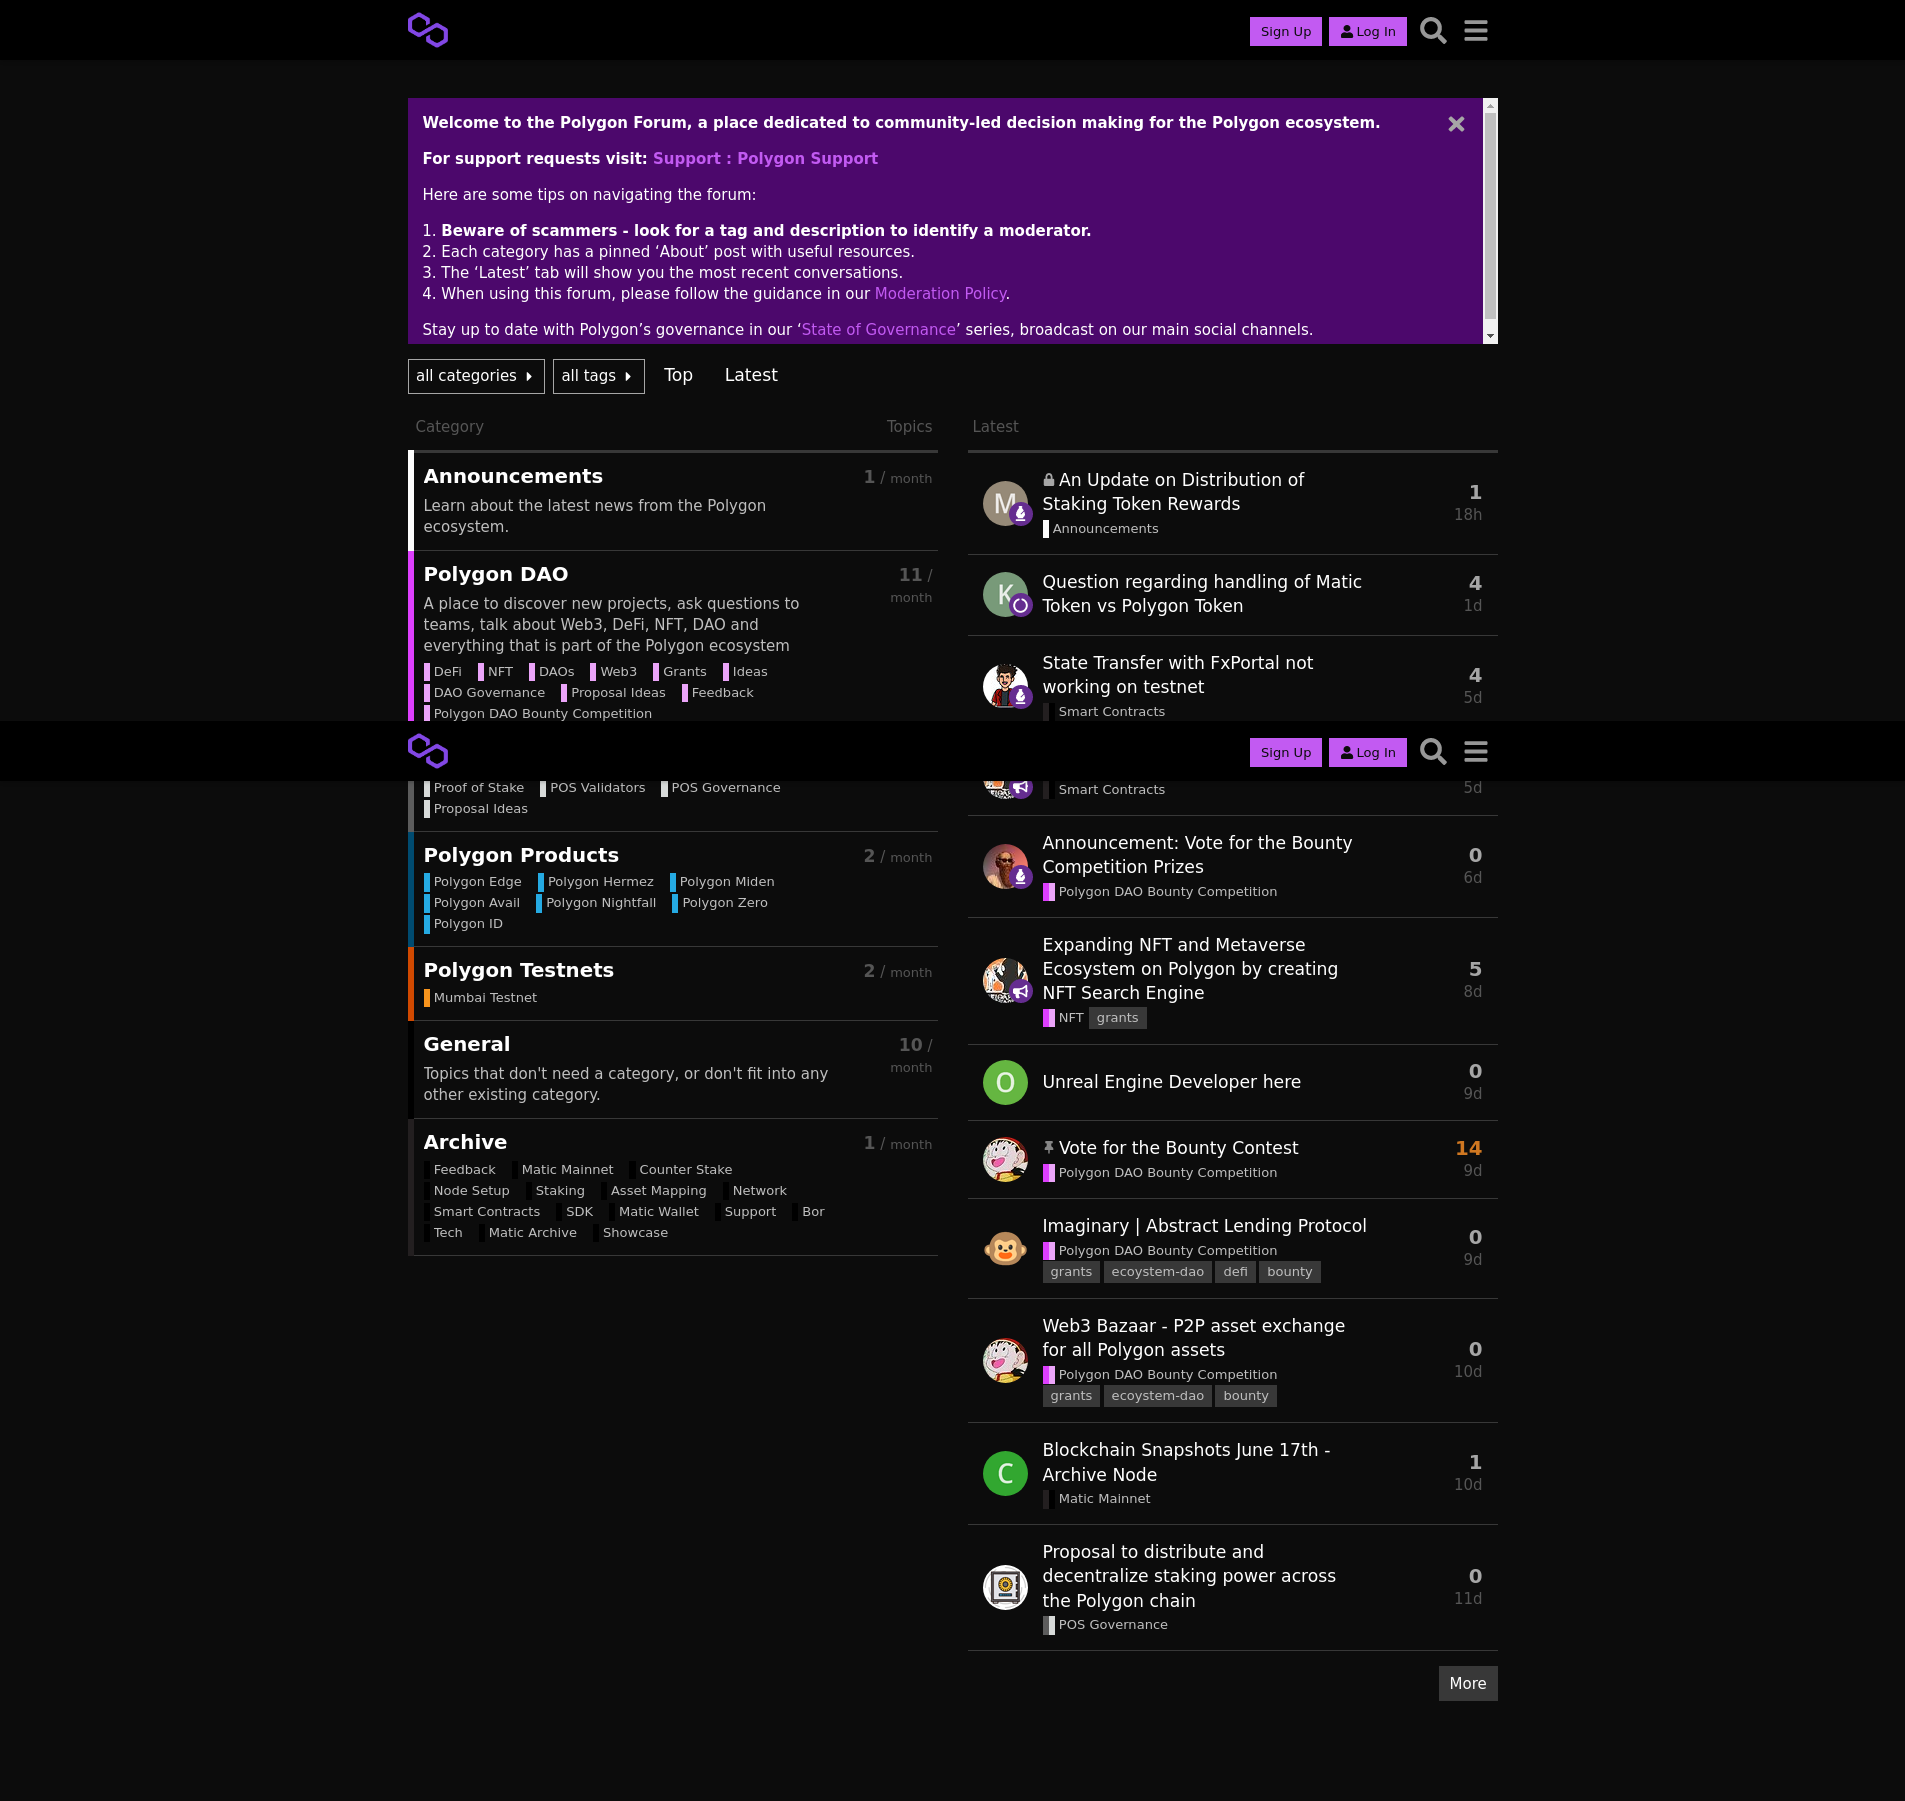 Sign Up
Log In
Welcome to the Polygon Forum, a place dedicated to community-led decision making for the Polygon ecosystem.
For support requests visit: Support : Polygon Support
Here are some tips on navigating the forum:
1. Beware of scammers - look for a tag and description to identify a moderator.
2. Each category has a pinned ‘About’ post with useful resources.
3. The ‘Latest’ tab will show you the most recent conversations.
4. When using this forum, please follow the guidance in our Moderation Policy.
Stay up to date with Polygon’s governance in our ‘State of Governance’ series, broadcast on our main social channels.
all categories
all tags
Top
Latest
Category
Topics
Announcements
1 / month
Learn about the latest news from the Polygon
ecosystem.
Polygon DAO
11 /
month
A place to discover new projects, ask questions to
teams, talk about Web3, DeFi, NFT, DAO and
everything that is part of the Polygon ecosystem
DeFi NFT DAOs Web3 Grants Ideas
DAO Governance Proposal Ideas Feedback
Polygon DAO Bounty Competition
Latest
M
An Update on Distribution of
Staking Token Rewards
Announcements
1
18h
K
Question regarding handling of Matic
Token vs Polygon Token
4
1d
State Transfer with FxPortal not
working on testnet
Smart Contracts
4
5d
Sign Up
Log In
Proof of Stake POS Validators POS Governance
Proposal Ideas
Polygon Products
2 / month
Polygon Edge Polygon Hermez Polygon Miden
Polygon Avail Polygon Nightfall Polygon Zero
Polygon ID
Polygon Testnets
2 / month
Mumbai Testnet
General
10 /
month
Topics that don't need a category, or don't fit into any
other existing category.
Archive
1 / month
Feedback Matic Mainnet Counter Stake
Node Setup Staking Asset Mapping Network
Smart Contracts SDK Matic Wallet Support Bor
Tech Matic Archive Showcase
Smart Contracts
5d
Announcement: Vote for the Bounty
Competition Prizes
Polygon DAO Bounty Competition
0
6d
Expanding NFT and Metaverse
Ecosystem on Polygon by creating
NFT Search Engine
NFT grants
5
8d
O
Unreal Engine Developer here
0
9d
Vote for the Bounty Contest
Polygon DAO Bounty Competition
14
9d
Imaginary | Abstract Lending Protocol
Polygon DAO Bounty Competition
grants ecoystem-dao defi bounty
0
9d
Web3 Bazaar - P2P asset exchange
for all Polygon assets
Polygon DAO Bounty Competition
grants ecoystem-dao bounty
0
10d
C
Blockchain Snapshots June 17th -
Archive Node
Matic Mainnet
1
10d
Proposal to distribute and
decentralize staking power across
the Polygon chain
POS Governance
0
11d
More